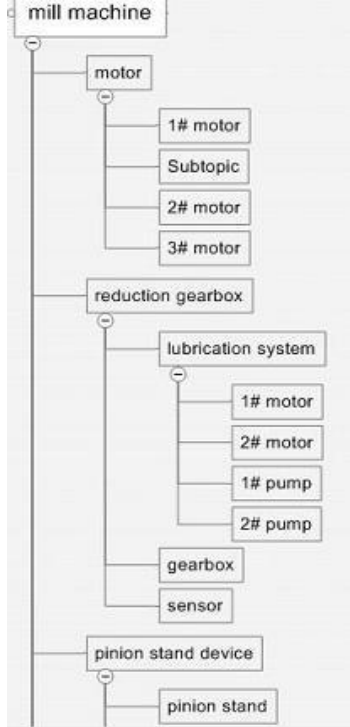 mill machine
motor
1# motor
Subtopic
2# motor
3# motor
reduction gearbox
lubrication system
1# motor
2# motor
1# pump
2# pump
gearbox
sensor
pinion stand device
pinion stand